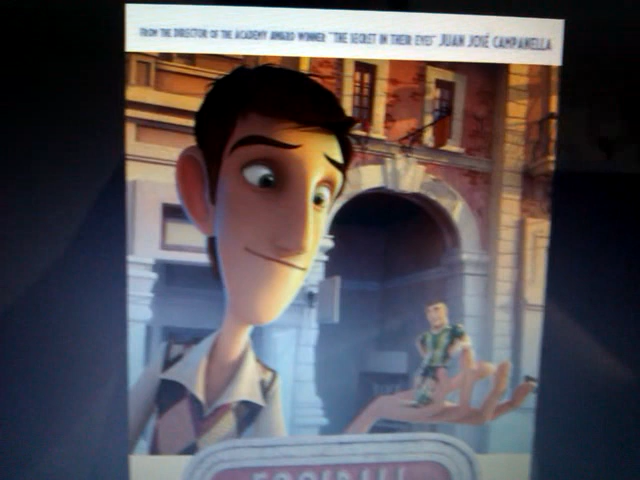 FROM THE DIRECTOR OF THE ACADEMY AWARD WINNER "THE SECRET IN THEIR EYES" JUAN JOSÉ CAMPANELLA